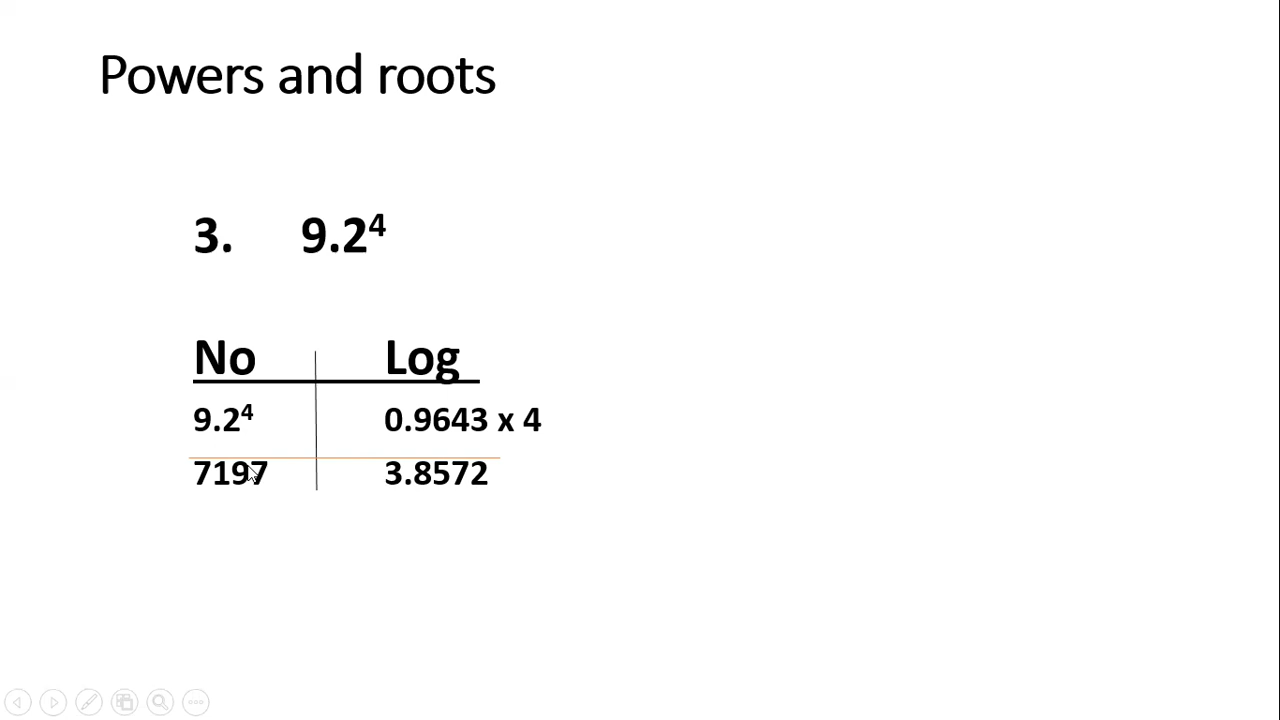 Powers and roots
3. 9.2⁴
No Log
9.2⁴ 0.9643 x 4
7197 3.8572